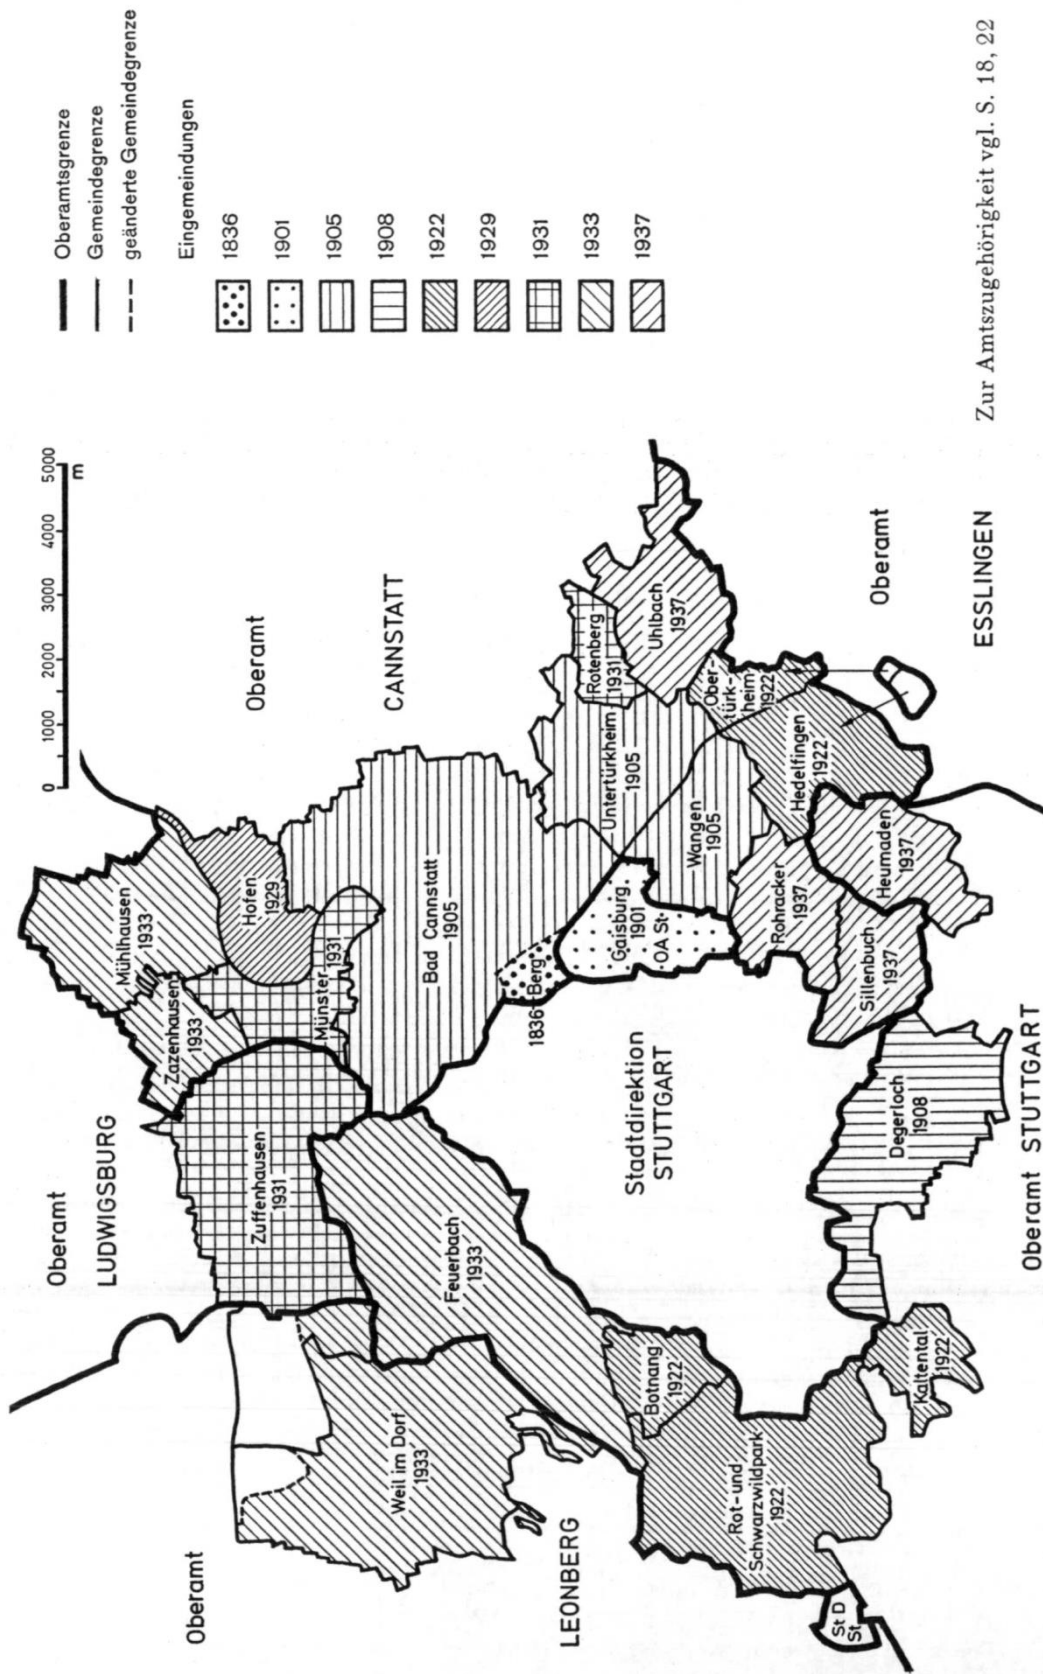 Oberamtsgrenze
Gemeindegrenze
geänderte Gemeindegrenze
Eingemeindungen
1836
1901
1905
1908
1922
1929
1931
1933
1937
0 1000 2000 3000 4000 5000
m
Oberamt
LUDWIGSBURG
Oberamt
CANNSTATT
Oberamt
LEONBERG
Oberamt
ESSLINGEN
Oberamt STUTTGART
Stadtdirektion
STUTTGART
Mühlhausen
1933
Zazenhausen
1933
Hofen
1929
Münster 1931
Zuffenhausen
1931
Feuerbach
1933
Weil im Dorf
1933
Bad Cannstatt
1905
Untertürkheim
1905
Rotenberg
1931
Uhlbach
1937
Ober-
türk-
heim
1922
Hedelfingen
1922
Wangen
1905
Gaisburg
1901
OA St.
1836 Berg
Rohracker
1937
Heumaden
1937
Sillenbuch
1937
Degerloch
1908
Kaltental
1922
Botnang
1922
Rot- und
Schwarzwildpark
1922
St D
St
Zur Amtszugehörigkeit vgl. S. 18, 22